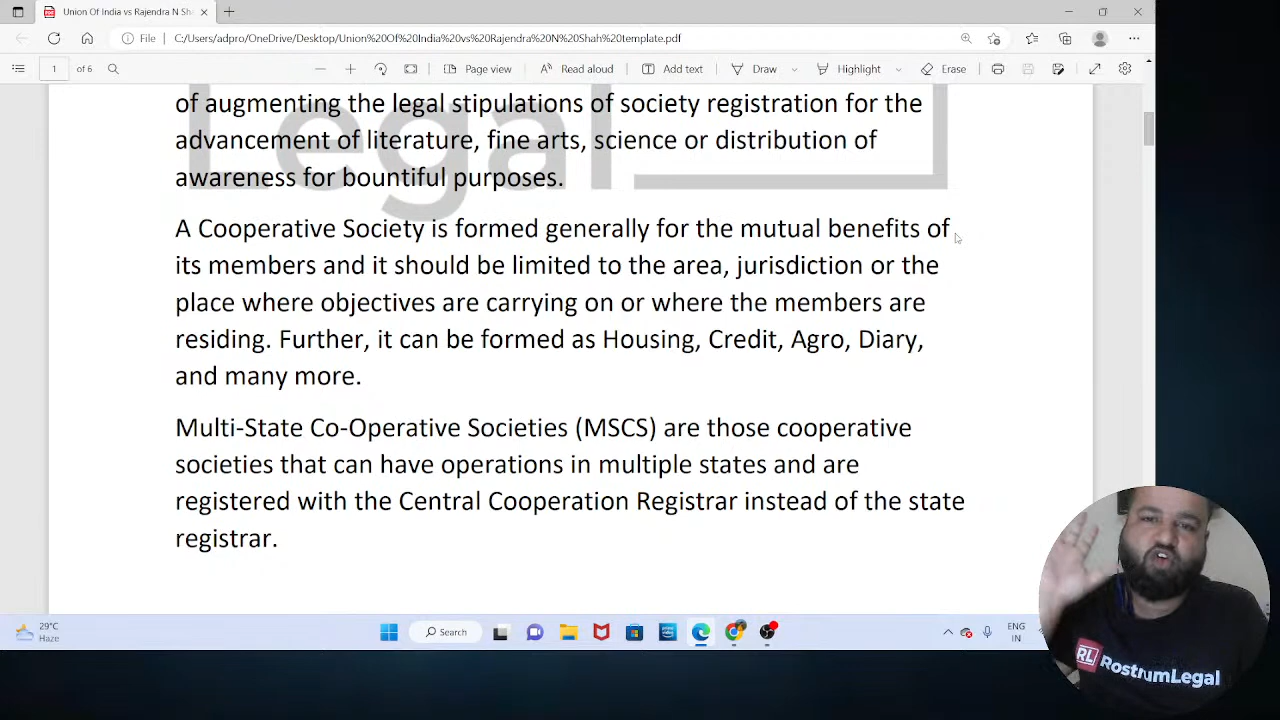 Union Of India vs Rajendra N Sha
File
C:/Users/adpro/OneDrive/Desktop/Union%20Of%20India%20vs%20Rajendra%20N%20Shah%20template.pdf
1 of 6
Page view
Read aloud
Add text
Draw
Highlight
Erase
Legal
of augmenting the legal stipulations of society registration for the
advancement of literature, fine arts, science or distribution of
awareness for bountiful purposes.
A Cooperative Society is formed generally for the mutual benefits of
its members and it should be limited to the area, jurisdiction or the
place where objectives are carrying on or where the members are
residing. Further, it can be formed as Housing, Credit, Agro, Diary,
and many more.
Multi-State Co-Operative Societies (MSCS) are those cooperative
societies that can have operations in multiple states and are
registered with the Central Cooperation Registrar instead of the state
registrar.
RL RostrumLegal
29°C
Haze
Search
ENG
IN